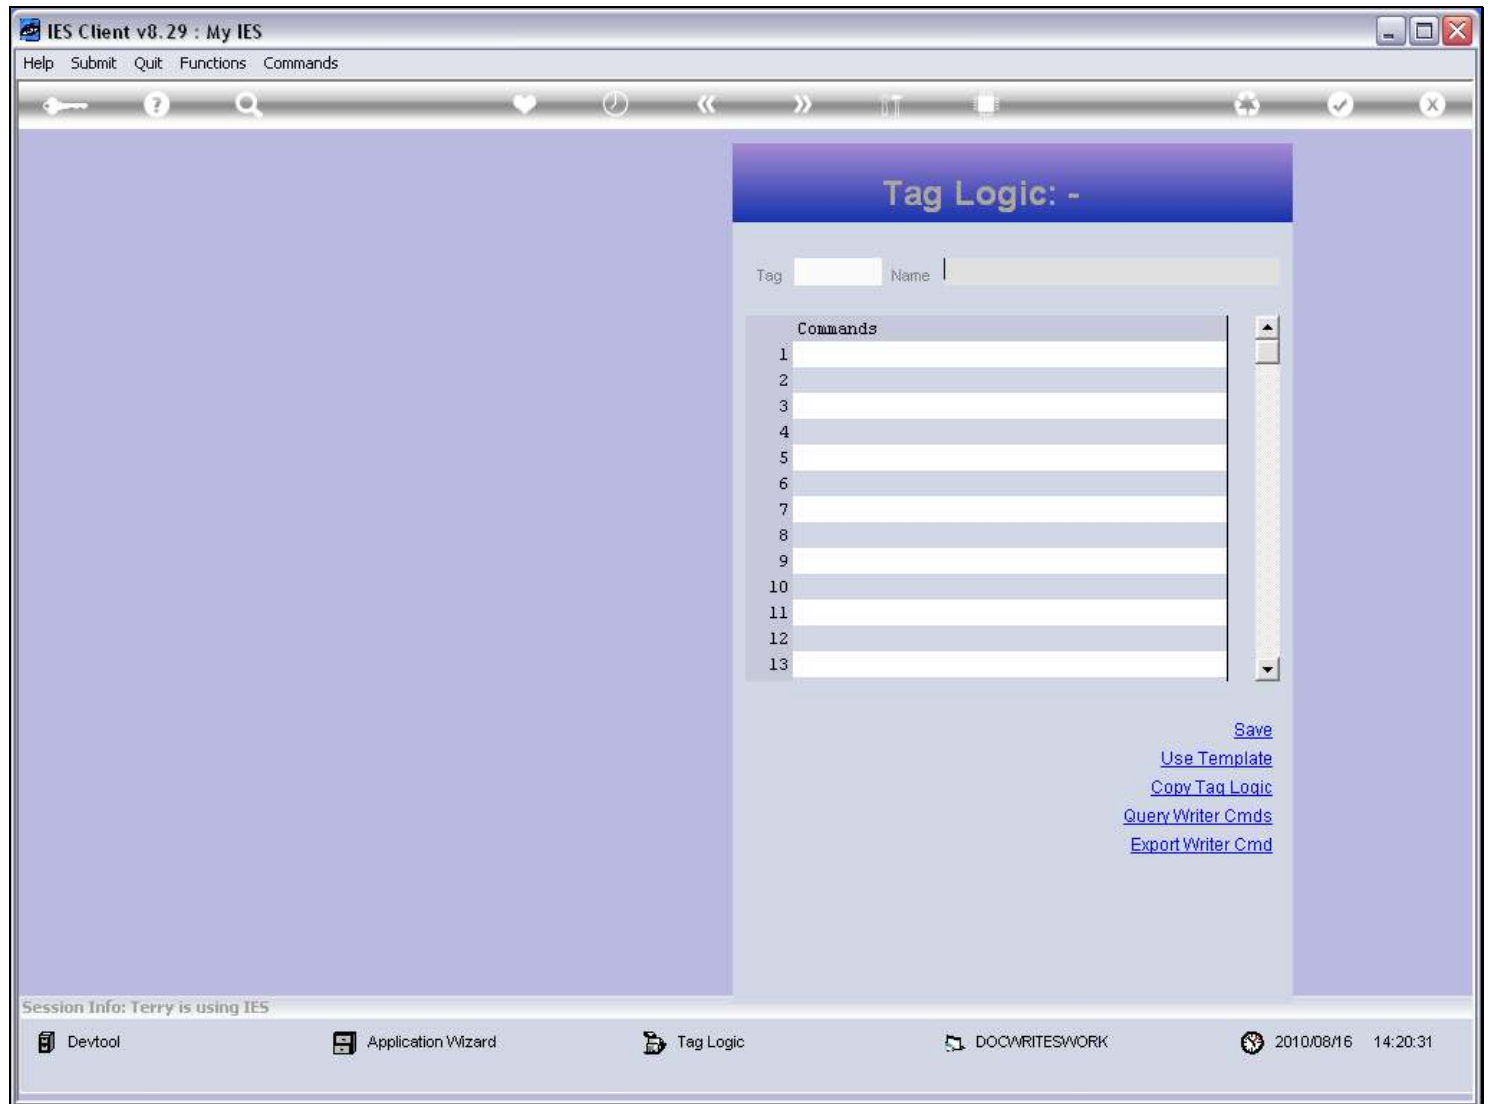 IES Client v8.29 : My IES
Help Submit Quit Functions Commands
Tag Logic: -
Tag Name
Commands
1
2
3
4
5
6
7
8
9
10
11
12
13
Save
Use Template
Copy Tag Logic
Query Writer Cmds
Export Writer Cmd
Session Info: Terry is using IES
Devtool Application Wizard Tag Logic DOCWRITESWORK 2010/08/16 14:20:31